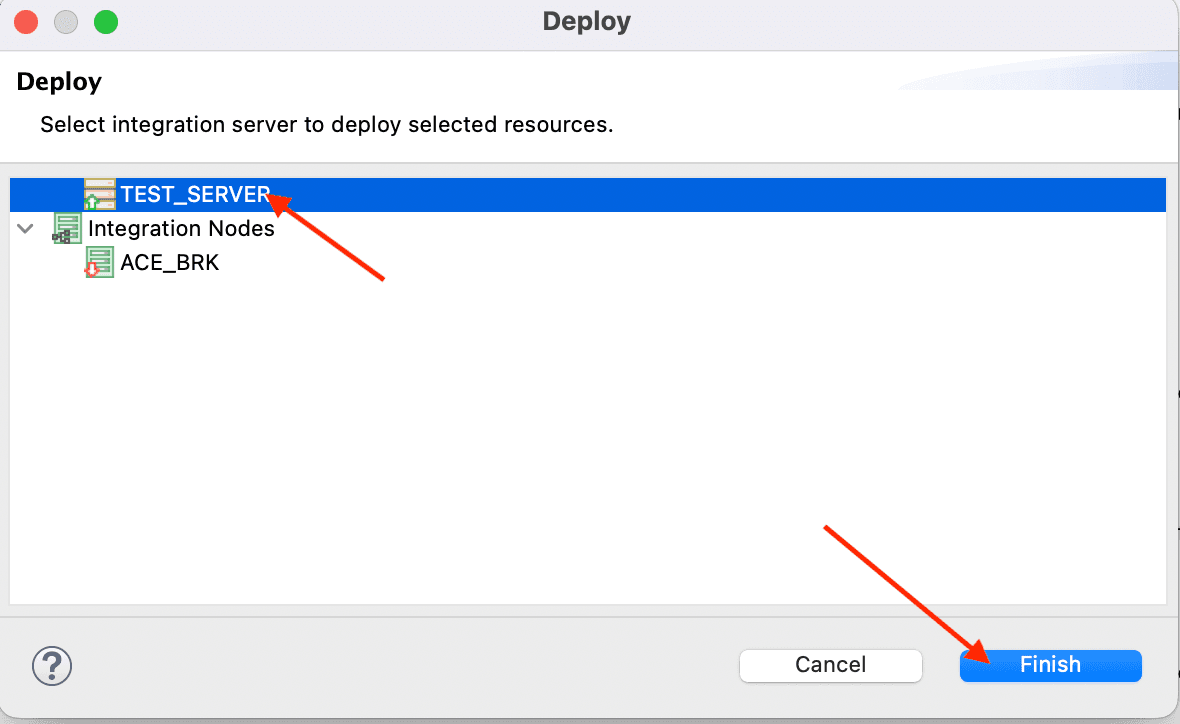 Deploy
Deploy
Select integration server to deploy selected resources.
TEST_SERVER
Integration Nodes
ACE_BRK
?
Cancel
Finish